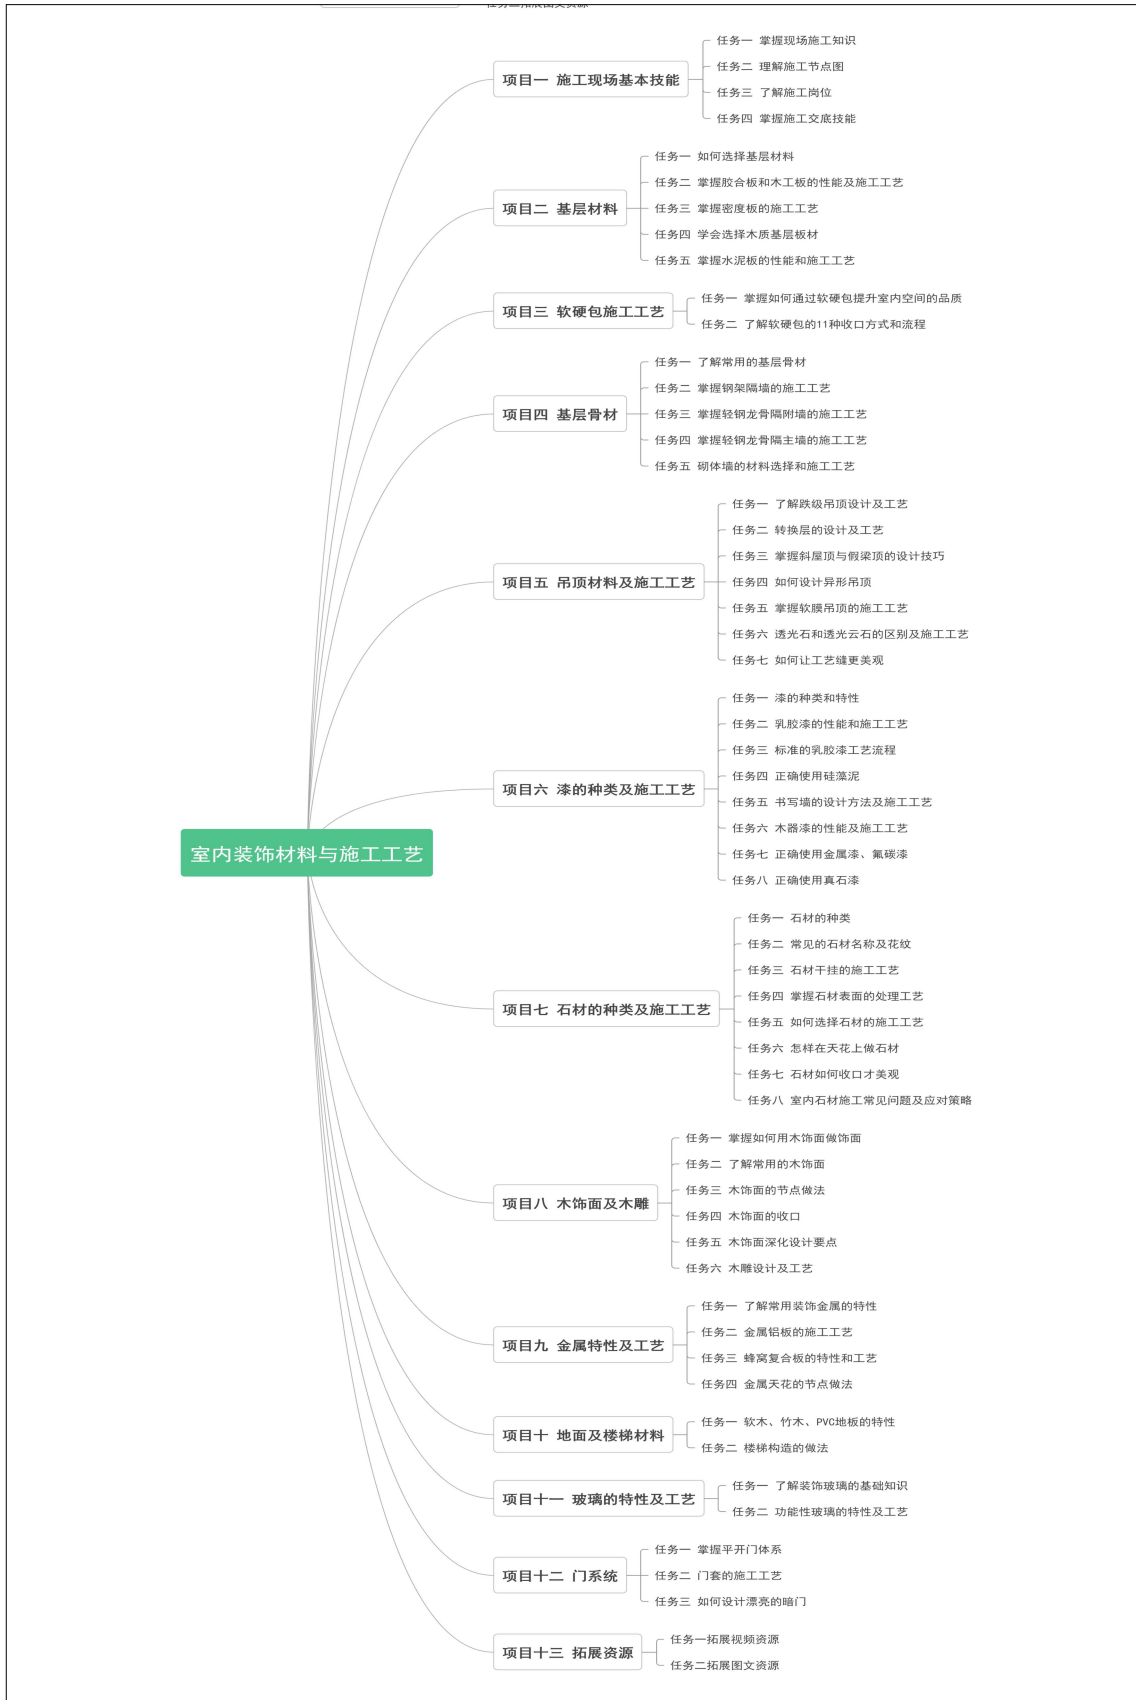 任务二拓展图文资源
项目一 施工现场基本技能
任务一 掌握现场施工知识
任务二 理解施工节点图
任务三 了解施工岗位
任务四 掌握施工交底技能
项目二 基层材料
任务一 如何选择基层材料
任务二 掌握胶合板和木工板的性能及施工工艺
任务三 掌握密度板的施工工艺
任务四 学会选择木质基层板材
任务五 掌握水泥板的性能和施工工艺
项目三 软硬包施工工艺
任务一 掌握如何通过软硬包提升室内空间的品质
任务二 了解软硬包的11种收口方式和流程
项目四 基层骨材
任务一 了解常用的基层骨材
任务二 掌握钢架隔墙的施工工艺
任务三 掌握轻钢龙骨隔附墙的施工工艺
任务四 掌握轻钢龙骨隔主墙的施工工艺
任务五 砌体墙的材料选择和施工工艺
项目五 吊顶材料及施工工艺
任务一 了解跌级吊顶设计及工艺
任务二 转换层的设计及工艺
任务三 掌握斜屋顶与假梁顶的设计技巧
任务四 如何设计异形吊顶
任务五 掌握软膜吊顶的施工工艺
任务六 透光石和透光云石的区别及施工工艺
任务七 如何让工艺缝更美观
项目六 漆的种类及施工工艺
任务一 漆的种类和特性
任务二 乳胶漆的性能和施工工艺
任务三 标准的乳胶漆工艺流程
任务四 正确使用硅藻泥
任务五 书写墙的设计方法及施工工艺
任务六 木器漆的性能及施工工艺
任务七 正确使用金属漆、氟碳漆
任务八 正确使用真石漆
室内装饰材料与施工工艺
项目七 石材的种类及施工工艺
任务一 石材的种类
任务二 常见的石材名称及花纹
任务三 石材干挂的施工工艺
任务四 掌握石材表面的处理工艺
任务五 如何选择石材的施工工艺
任务六 怎样在天花上做石材
任务七 石材如何收口才美观
任务八 室内石材施工常见问题及应对策略
项目八 木饰面及木雕
任务一 掌握如何用木饰面做饰面
任务二 了解常用的木饰面
任务三 木饰面的节点做法
任务四 木饰面的收口
任务五 木饰面深化设计要点
任务六 木雕设计及工艺
项目九 金属特性及工艺
任务一 了解常用装饰金属的特性
任务二 金属铝板的施工工艺
任务三 蜂窝复合板的特性和工艺
任务四 金属天花的节点做法
项目十 地面及楼梯材料
任务一 软木、竹木、PVC地板的特性
任务二 楼梯构造的做法
项目十一 玻璃的特性及工艺
任务一 了解装饰玻璃的基础知识
任务二 功能性玻璃的特性及工艺
项目十二 门系统
任务一 掌握平开门体系
任务二 门套的施工工艺
任务三 如何设计漂亮的暗门
项目十三 拓展资源
任务一拓展视频资源
任务二拓展图文资源